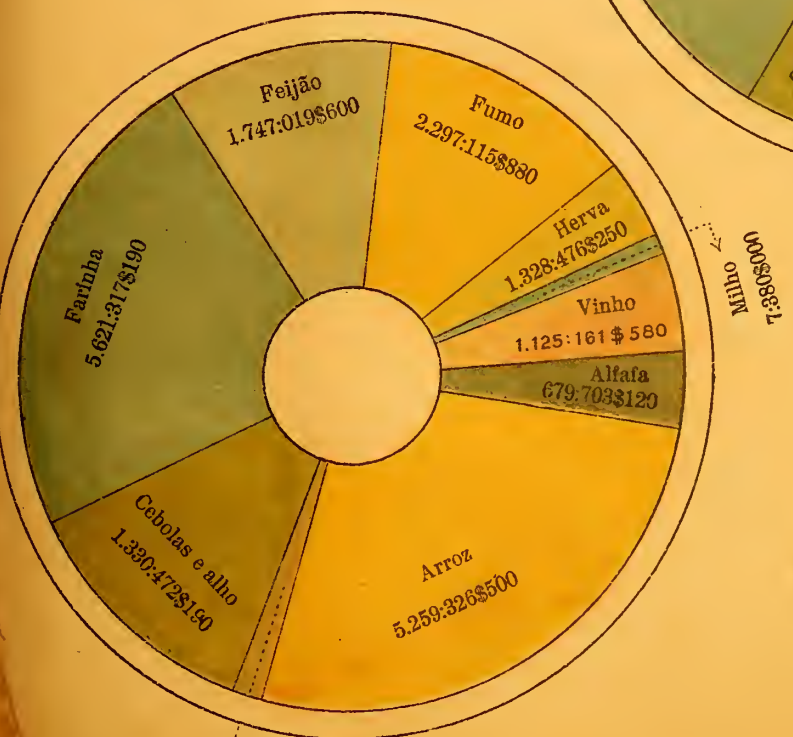 Feijão
1.747:019$600
Fumo
2.297:115$880
Herva
1.328:476$250
Milho
7:380$000
Vinho
1.125:161$580
Alfafa
679:703$120
Arroz
5.259:326$500
Cebolas e alho
1.330:472$190
Farinha
5.621:317$190